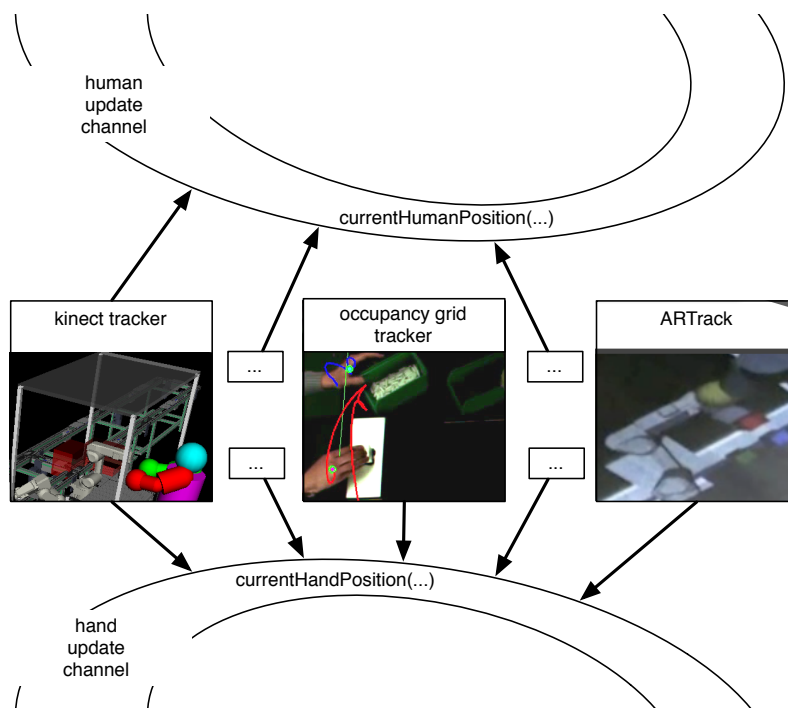 human
update
channel
currentHumanPosition(...)
kinect tracker
occupancy grid
tracker
ARTrack
...
...
...
...
currentHandPosition(...)
hand
update
channel